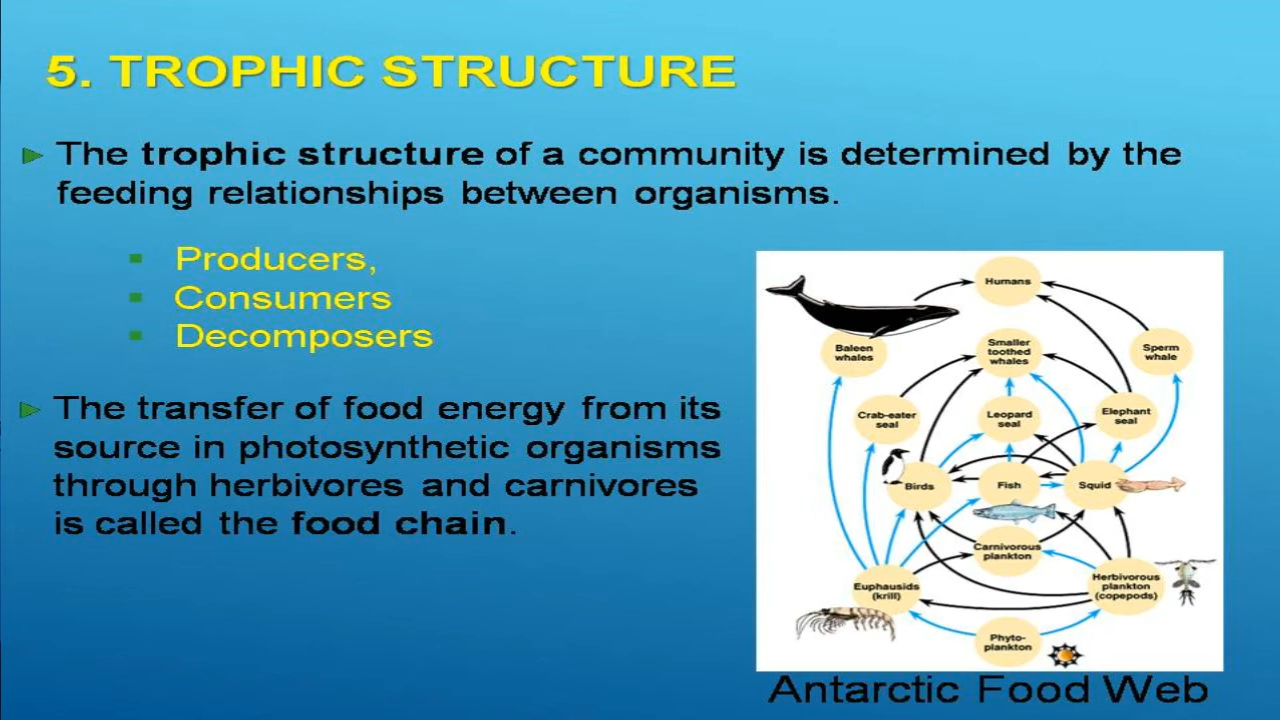 5. TROPHIC STRUCTURE
The trophic structure of a community is determined by the
feeding relationships between organisms.
Producers,
Consumers
Decomposers
The transfer of food energy from its
source in photosynthetic organisms
through herbivores and carnivores
is called the food chain.
Humans
Baleen
whales
Smaller
toothed
whales
Sperm
whale
Crab-eater
seal
Leopard
seal
Elephant
seal
Birds
Fish
Squid
Carnivorous
plankton
Euphausids
(krill)
Herbivorous
plankton
(copepods)
Phyto-
plankton
Antarctic Food Web